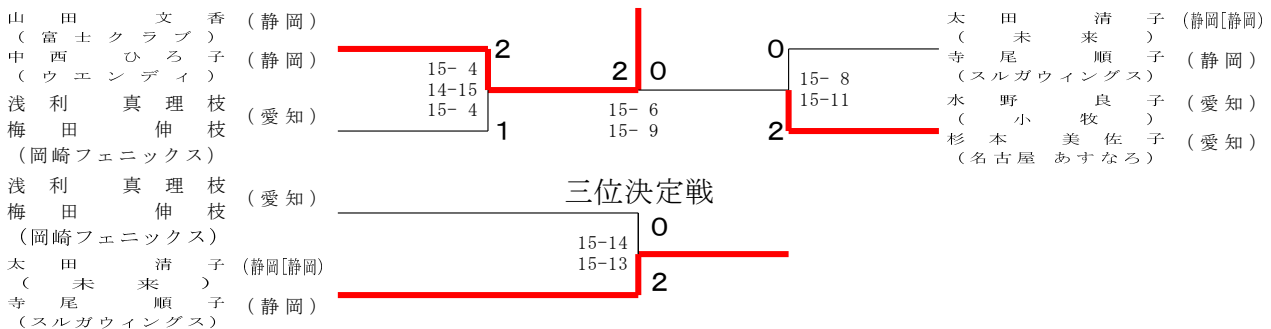 山田 文香 (静岡)
(富士クラブ)
中西 ひろ子 (静岡)
(ウエンディ)
浅利 真理枝
梅田 伸枝 (愛知)
(岡崎フェニックス)
2
15- 4
14-15
15- 4
1
2 0
15- 6
15- 9
0
15- 8
15-11
2
太田 清子 (静岡[静岡)
(未来)
寺尾 順子 (静岡)
(スルガウィングス)
水野 良子 (愛知)
(小牧)
杉本 美佐子 (愛知)
(名古屋 あすなろ)
三位決定戦
浅利 真理枝
梅田 伸枝 (愛知)
(岡崎フェニックス)
太田 清子 (静岡[静岡)
(未来)
寺尾 順子 (静岡)
(スルガウィングス)
0
15-14
15-13
2